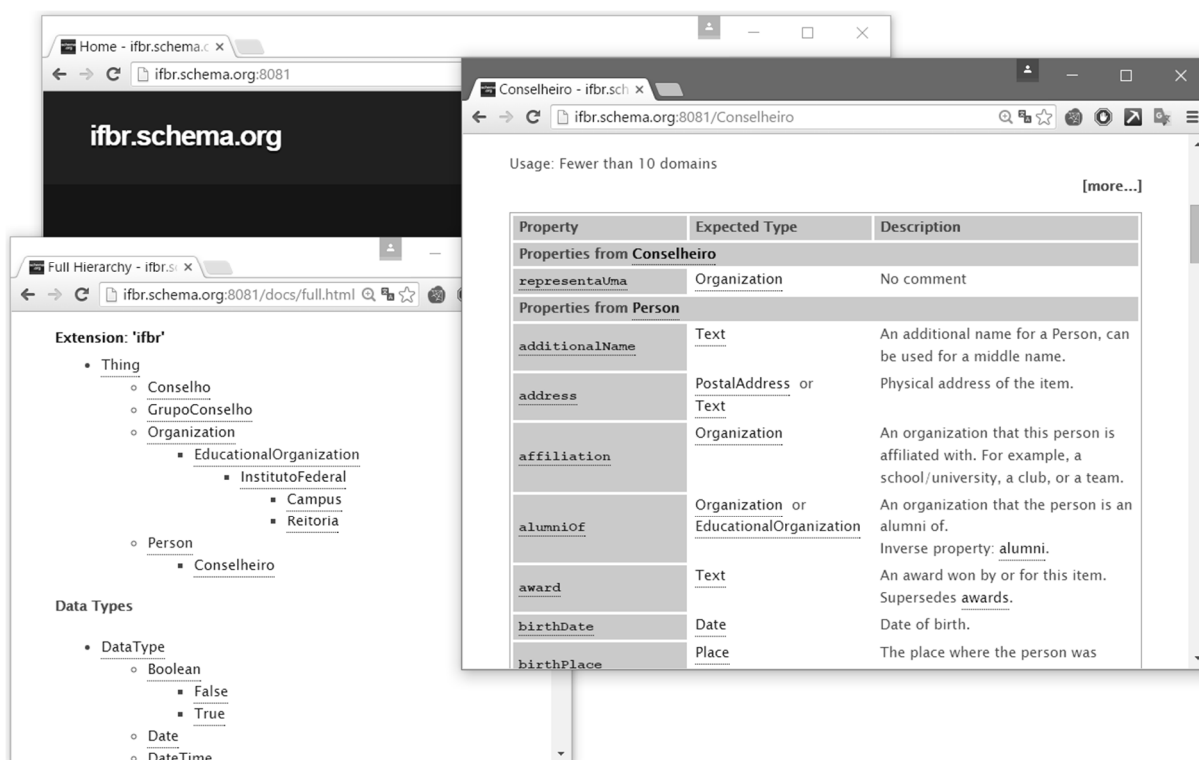 Home - ifbr.schema.o
ifbr.schema.org:8081
ifbr.schema.org
Full Hierarchy - ifbr.s
ifbr.schema.org:8081/docs/full.html
Extension: 'ifbr'
Thing
Conselho
GrupoConselho
Organization
EducationalOrganization
InstitutoFederal
Campus
Reitoria
Person
Conselheiro
Data Types
DataType
Boolean
False
True
Date
DateTime
Conselheiro - ifbr.sch
ifbr.schema.org:8081/Conselheiro
Usage: Fewer than 10 domains
[more...]
Property Expected Type Description
Properties from Conselheiro
representaUma Organization No comment
Properties from Person
additionalName Text An additional name for a Person, can
be used for a middle name.
address PostalAddress or Physical address of the item.
Text
affiliation Organization An organization that this person is
affiliated with. For example, a
school/university, a club, or a team.
alumniOf Organization or An organization that the person is an
EducationalOrganization alumni of.
Inverse property: alumni.
award Text An award won by or for this item.
Supersedes awards.
birthDate Date Date of birth.
birthPlace Place The place where the person was